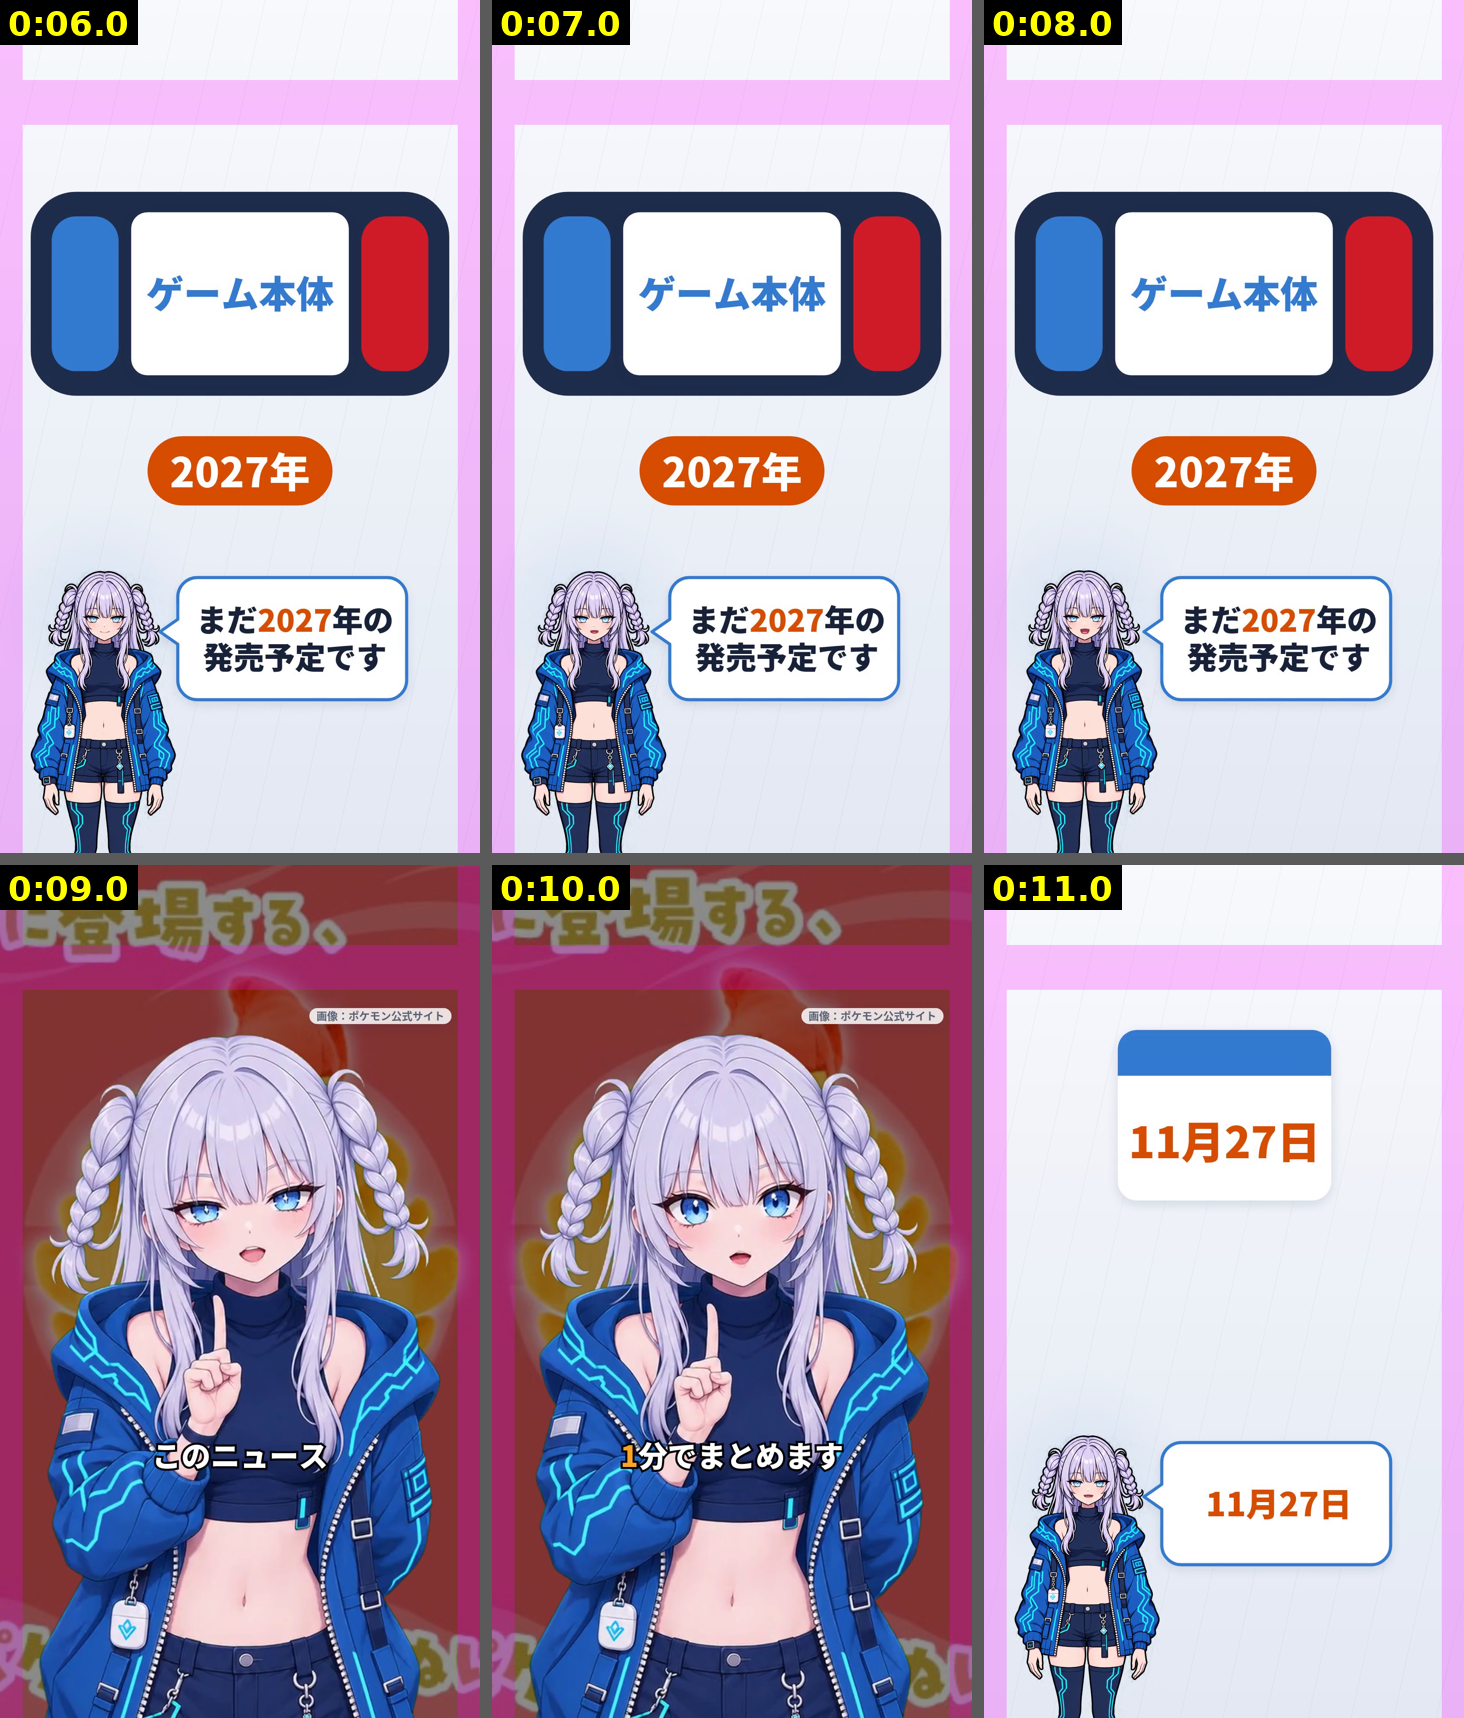 0:06.0
ゲーム本体
2027年
まだ2027年の
発売予定です
0:07.0
ゲーム本体
2027年
まだ2027年の
発売予定です
0:08.0
ゲーム本体
2027年
まだ2027年の
発売予定です
0:09.0
に登場する、
画像：ポケモン公式サイト
このニュース
0:10.0
に登場する、
画像：ポケモン公式サイト
1分でまとめます
0:11.0
11月27日
11月27日